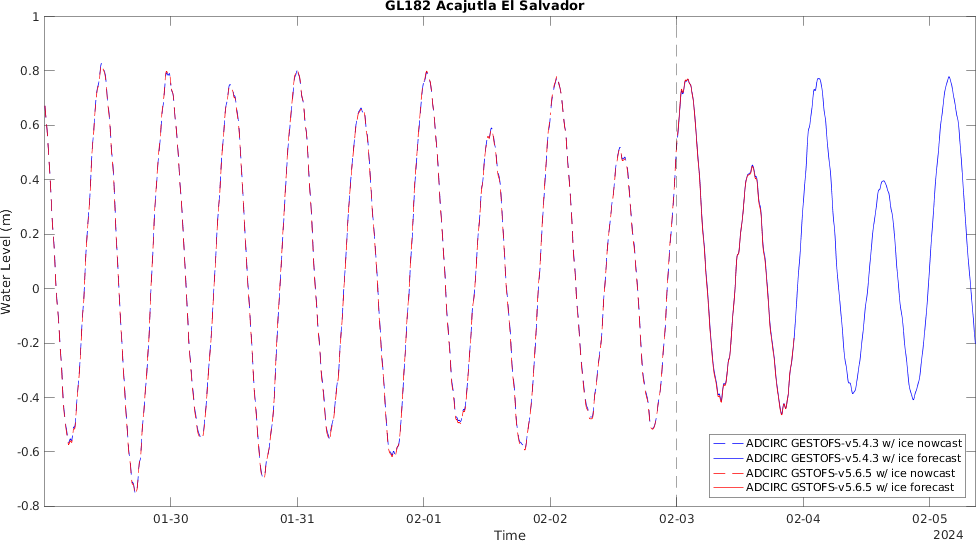 GL182 Acajutla El Salvador
1
0.8
0.6
0.4
0.2
0
-0.2
-0.4
-0.6
-0.8
Water Level (m)
01-30 01-31 02-01 02-02 02-03 02-04 02-05
Time
2024
ADCIRC GESTOFS-v5.4.3 w/ ice nowcast
ADCIRC GESTOFS-v5.4.3 w/ ice forecast
ADCIRC GSTOFS-v5.6.5 w/ ice nowcast
ADCIRC GSTOFS-v5.6.5 w/ ice forecast